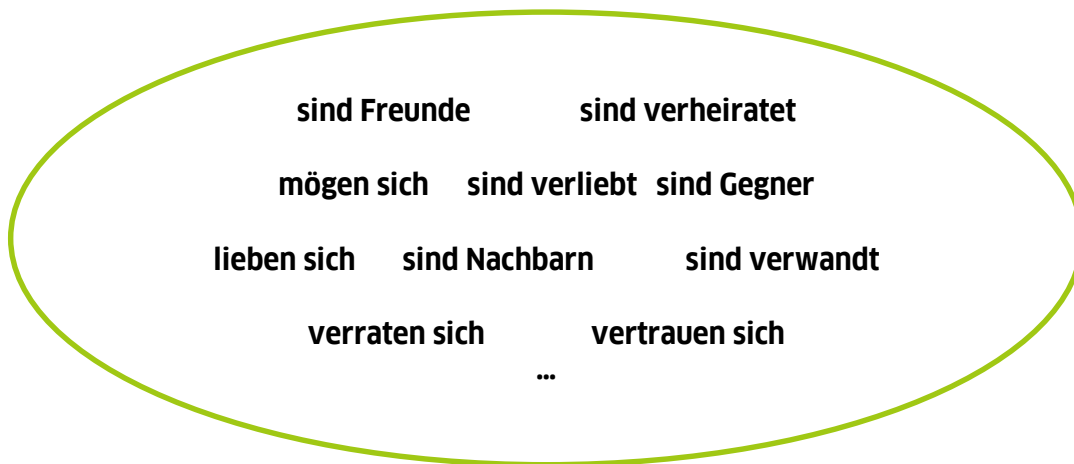 sind Freunde sind verheiratet
mögen sich sind verliebt sind Gegner
lieben sich sind Nachbarn sind verwandt
verraten sich vertrauen sich
...